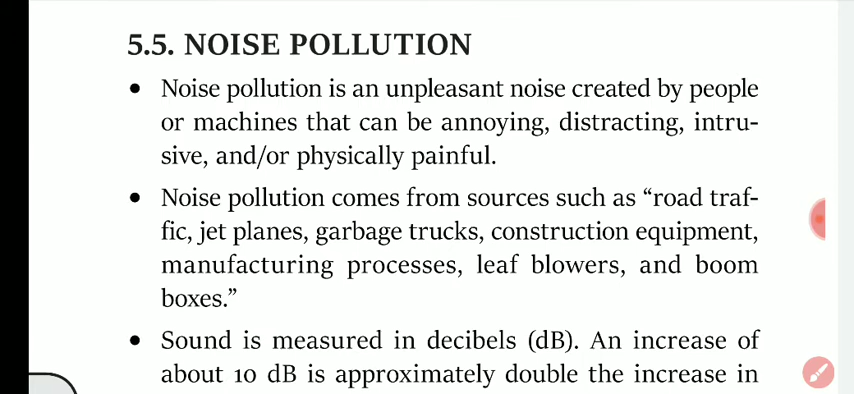 5.5. NOISE POLLUTION
• Noise pollution is an unpleasant noise created by people
or machines that can be annoying, distracting, intru-
sive, and/or physically painful.
• Noise pollution comes from sources such as “road traf-
fic, jet planes, garbage trucks, construction equipment,
manufacturing processes, leaf blowers, and boom
boxes.”
• Sound is measured in decibels (dB). An increase of
about 10 dB is approximately double the increase in